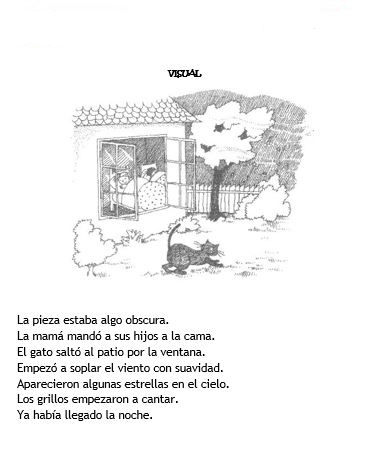 VISUAL
La pieza estaba algo obscura.
La mamá mandó a sus hijos a la cama.
El gato saltó al patio por la ventana.
Empezó a soplar el viento con suavidad.
Aparecieron algunas estrellas en el cielo.
Los grillos empezaron a cantar.
Ya había llegado la noche.